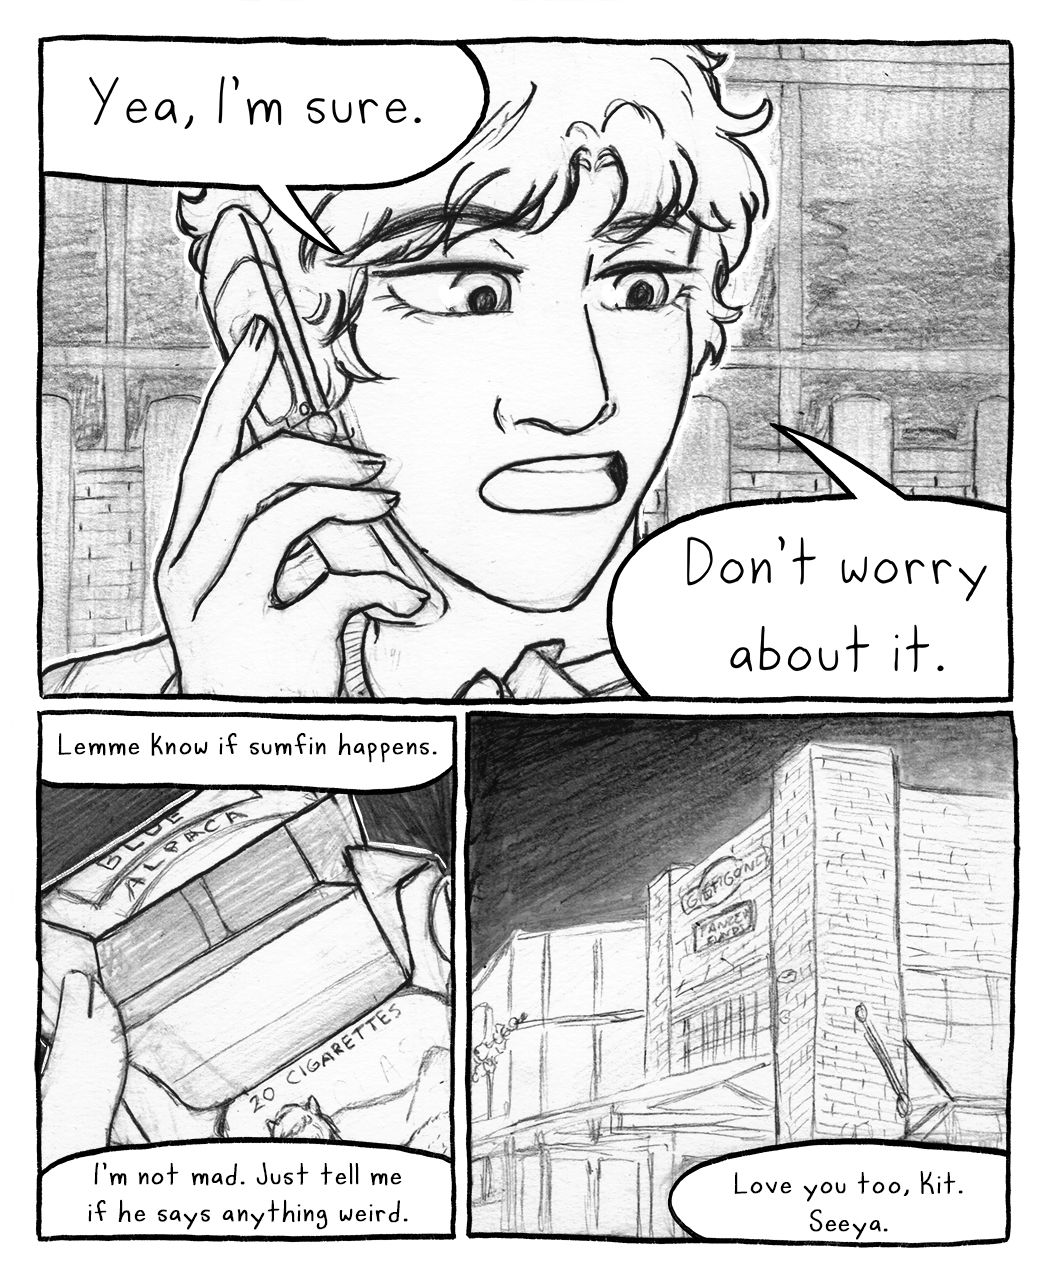 Yea, I'm sure.
Don't worry
about it.
Lemme know if sumfin happens.
BLUE
ALPACA
20 CIGARETTES
I'm not mad. Just tell me
if he says anything weird.
Love you too, Kit.
Seeya.